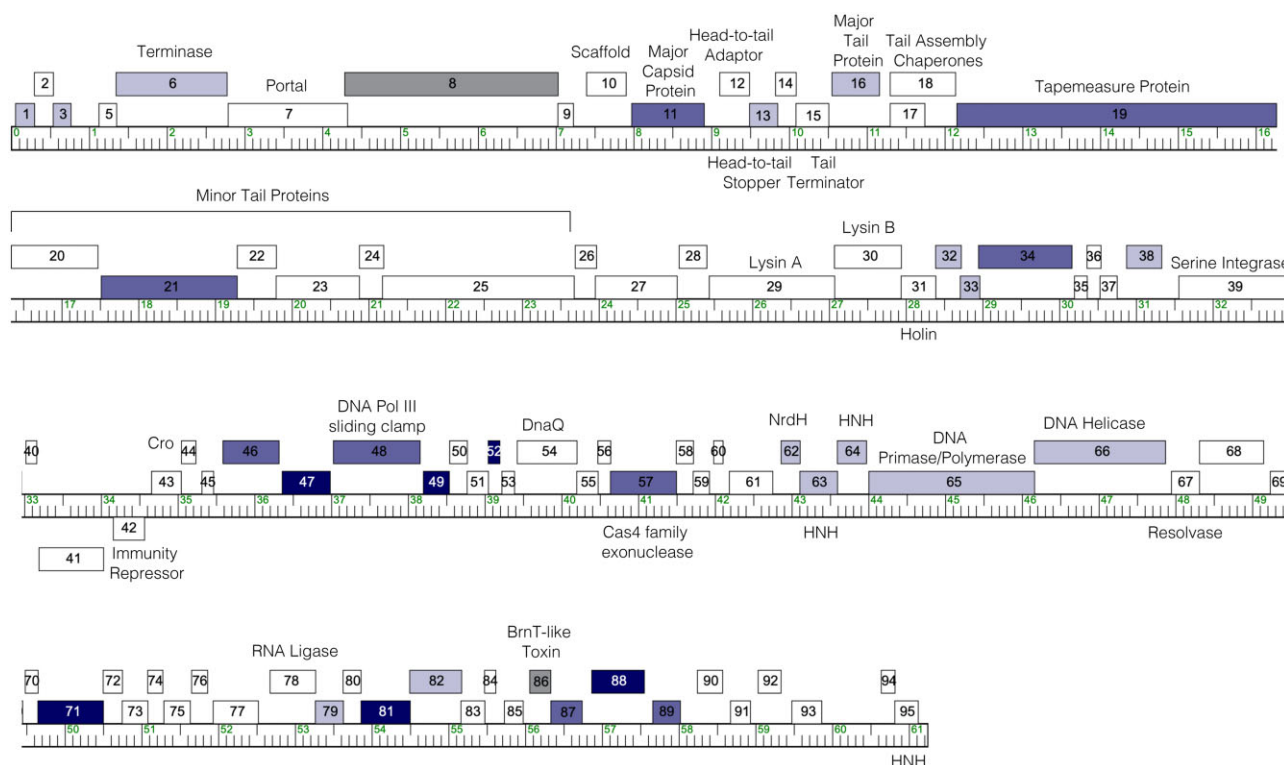 Head-to-tail
Major
Terminase
Scaffold
Major
Adaptor
Tail
Tail Assembly
Capsid
Protein
Chaperones
Portal
Protein
Tapemeasure Protein
2 6 8 10 12 14 16 18
1 3 5 7 9 11 13 15 17 19
0 1 2 3 4 5 6 7 8 9 10 11 12 13 14 15 16
Head-to-tail Tail
Stopper Terminator
Minor Tail Proteins
Lysin B
20 22 24 26 28 30 32 34 36 38
Lysin A
Serine Integrase
21 23 25 27 29 31 33 35 37 39
17 18 19 20 21 22 23 24 25 26 27 28 29 30 31 32
Holin
DNA Pol III
sliding clamp
Cro
DnaQ
NrdH
HNH
DNA
Primase/Polymerase
DNA Helicase
40 44 46 48 50 52 54 56 58 60 62 64 66 68
43 45 47 49 51 53 55 57 59 61 63 65 67 69
33 34 35 36 37 38 39 40 41 42 43 44 45 46 47 48 49
42
41
Immunity
Repressor
Cas4 family
exonuclease
HNH
Resolvase
BrnT-like
Toxin
RNA Ligase
70 72 74 76 78 80 82 84 86 88 90 92 94
71 73 75 77 79 81 83 85 87 89 91 93 95
50 51 52 53 54 55 56 57 58 59 60 61
HNH